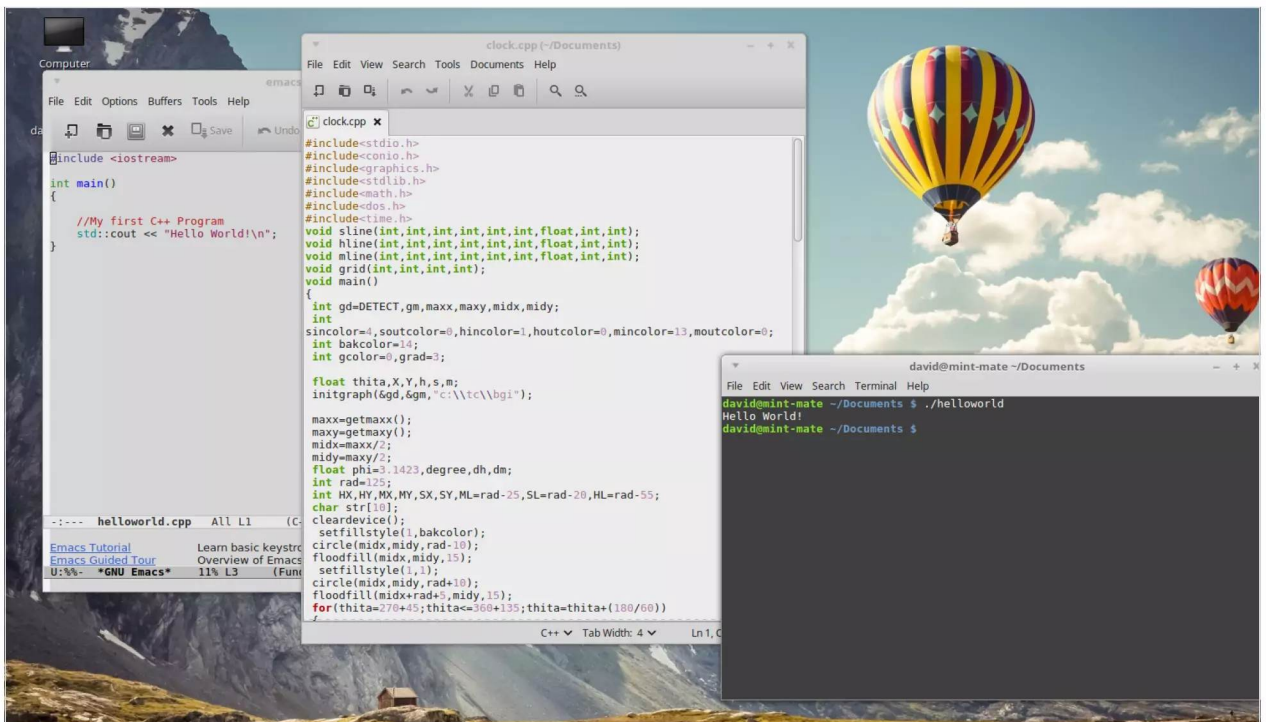 Computer
emacs
File Edit Options Buffers Tools Help
Save Undo
#include <iostream>
int main()
{
//My first C++ Program
std::cout << "Hello World!\n";
}
-:--- helloworld.cpp All L1 (C-
Emacs Tutorial Learn basic keystro
Emacs Guided Tour Overview of Emacs
U:%%- *GNU Emacs* 11% L3 (Fun
clock.cpp (~/Documents)
File Edit View Search Tools Documents Help
clock.cpp
#include<stdio.h>
#include<conio.h>
#include<graphics.h>
#include<stdlib.h>
#include<math.h>
#include<dos.h>
#include<time.h>
void sline(int,int,int,int,int,int,float,int,int);
void hline(int,int,int,int,int,int,float,int,int);
void mline(int,int,int,int,int,int,float,int,int);
void grid(int,int,int,int);
void main()
{
int gd=DETECT,gm,maxx,maxy,midx,midy;
int
sincolor=4,soutcolor=0,hincolor=1,houtcolor=0,mincolor=13,moutcolor=0;
int bakcolor=14;
int gcolor=0,grad=3;
float thita,X,Y,h,s,m;
initgraph(&gd,&gm,"c:\\tc\\bgi");
maxx=getmaxx();
maxy=getmaxy();
midx=maxx/2;
midy=maxy/2;
float phi=3.1423,degree,dh,dm;
int rad=125;
int HX,HY,MX,MY,SX,SY,ML=rad-25,SL=rad-20,HL=rad-55;
char str[10];
cleardevice();
setfillstyle(1,bakcolor);
circle(midx,midy,rad-10);
floodfill(midx,midy,15);
setfillstyle(1,1);
circle(midx,midy,rad+10);
floodfill(midx+rad+5,midy,15);
for(thita=270+45;thita<=360+135;thita=thita+(180/60))
{
C++ Tab Width: 4 Ln 1, C
david@mint-mate ~/Documents
File Edit View Search Terminal Help
david@mint-mate ~/Documents $ ./helloworld
Hello World!
david@mint-mate ~/Documents $